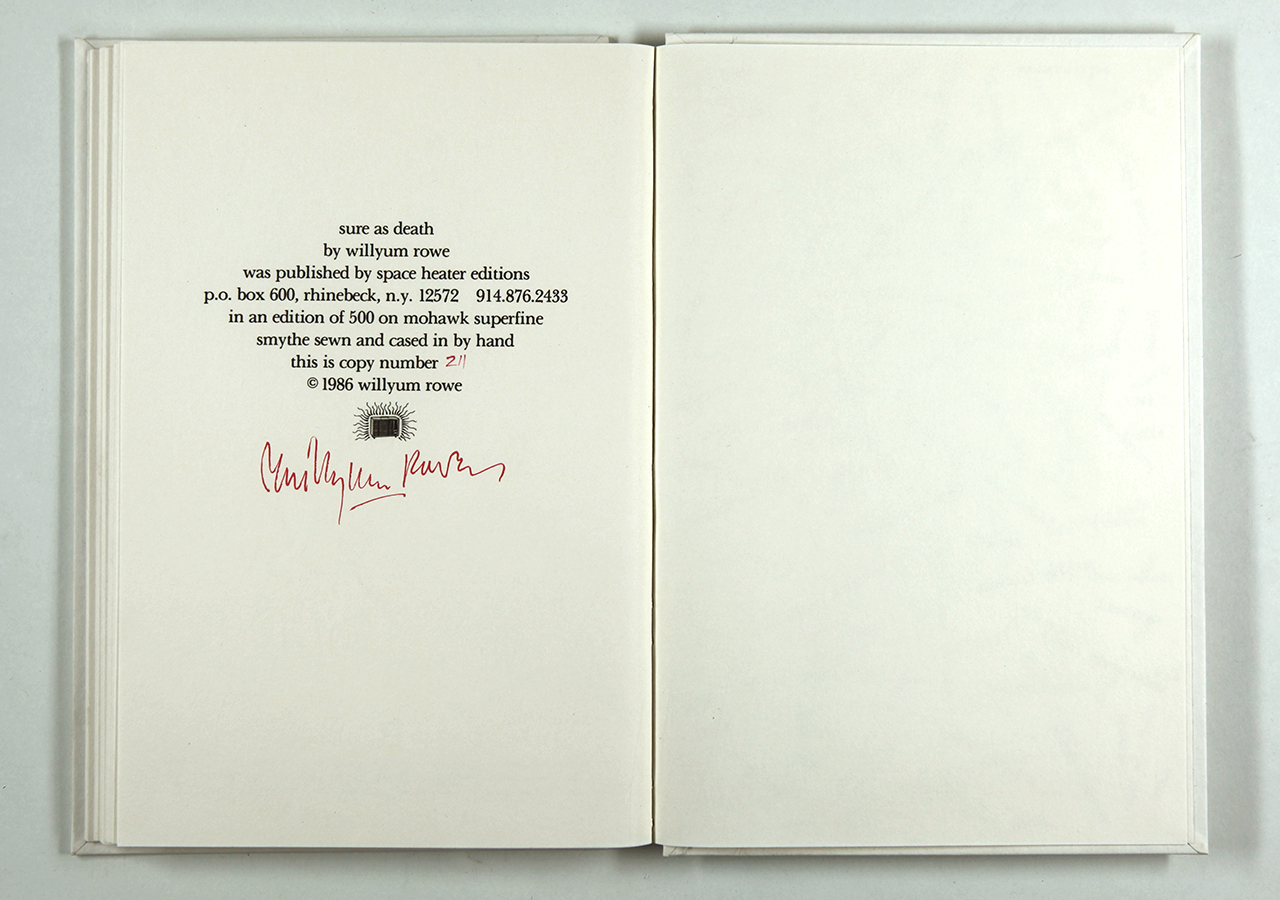 sure as death
by willyum rowe
was published by space heater editions
p.o. box 600, rhinebeck, n.y. 12572 914.876.2433
in an edition of 500 on mohawk superfine
smythe sewn and cased in by hand
this is copy number 211
© 1986 willyum rowe
Willyum Rowe